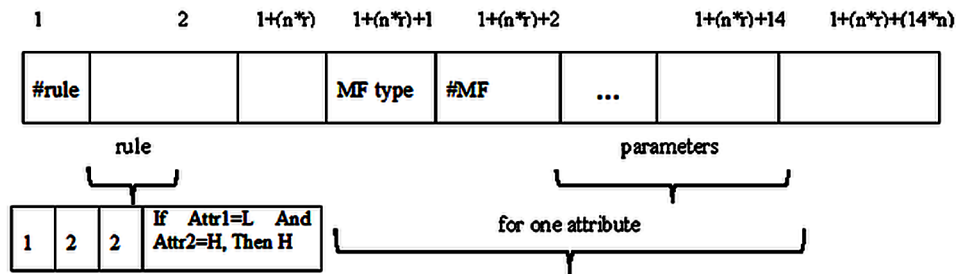 1 2 1+(n*r) 1+(n*r)+1 1+(n*r)+2 1+(n*r)+14 1+(n*r)+(14*n)
#rule MF type #MF ...
rule parameters
1 2 2 If Attr1=L And
Attr2=H, Then H
for one attribute